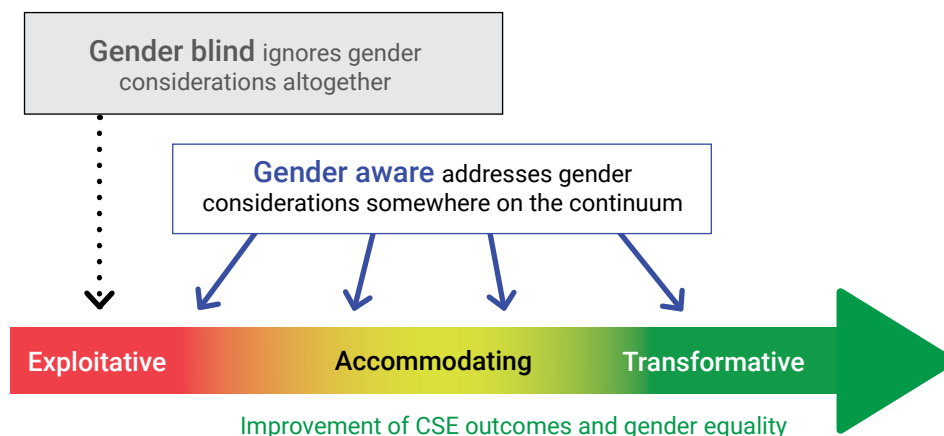 Gender blind ignores gender
considerations altogether
Gender aware addresses gender
considerations somewhere on the continuum
Exploitative
Accommodating
Transformative
Improvement of CSE outcomes and gender equality